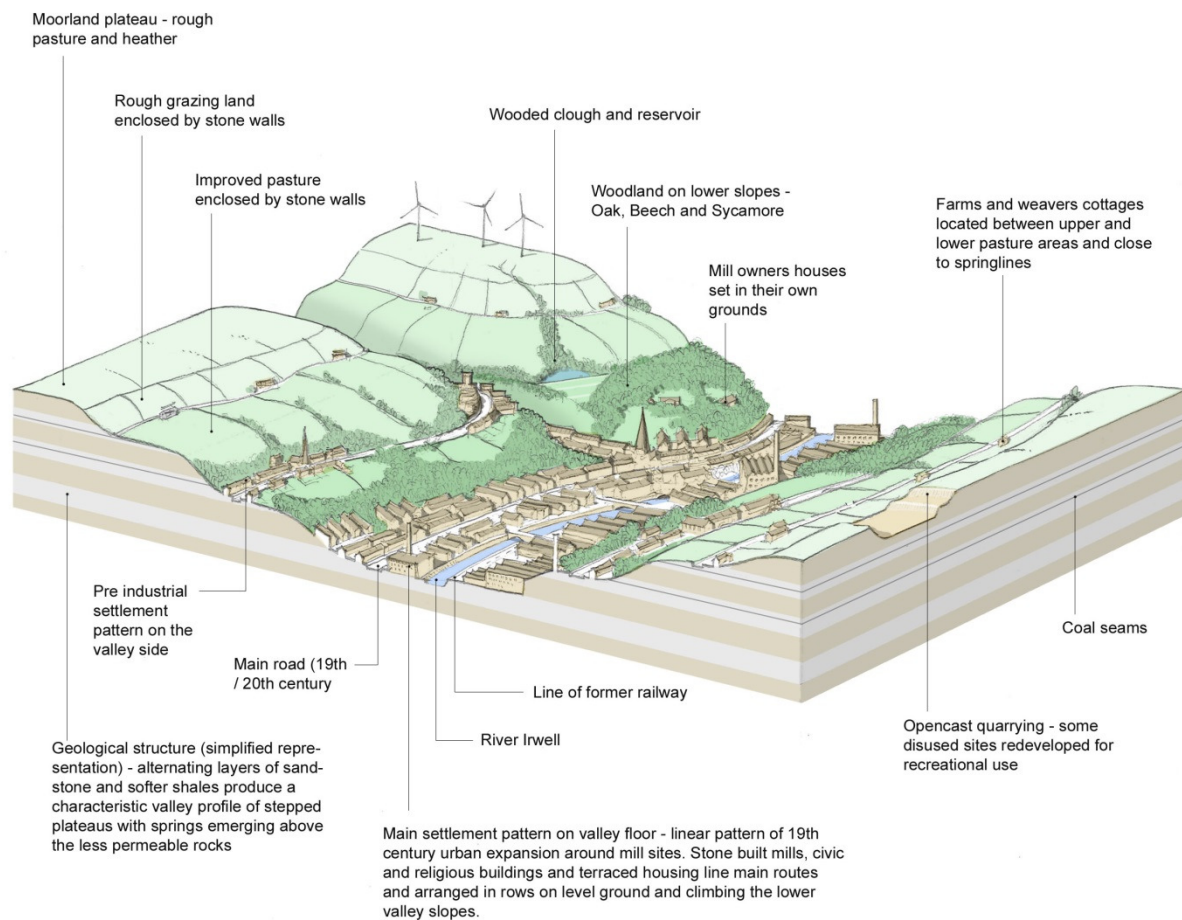 Moorland plateau - rough
pasture and heather
Rough grazing land
enclosed by stone walls
Wooded clough and reservoir
Improved pasture
enclosed by stone walls
Woodland on lower slopes -
Oak, Beech and Sycamore
Farms and weavers cottages
located between upper and
lower pasture areas and close
to springlines
Mill owners houses
set in their own
grounds
Pre industrial
settlement
pattern on the
valley side
Coal seams
Main road (19th
/ 20th century
Line of former railway
River Irwell
Opencast quarrying - some
disused sites redeveloped for
recreational use
Geological structure (simplified repre-
sentation) - alternating layers of sand-
stone and softer shales produce a
characteristic valley profile of stepped
plateaus with springs emerging above
the less permeable rocks
Main settlement pattern on valley floor - linear pattern of 19th
century urban expansion around mill sites. Stone built mills, civic
and religious buildings and terraced housing line main routes
and arranged in rows on level ground and climbing the lower
valley slopes.